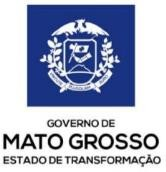 GOVERNO DE
MATO GROSSO
ESTADO DE TRANSFORMAÇÃO